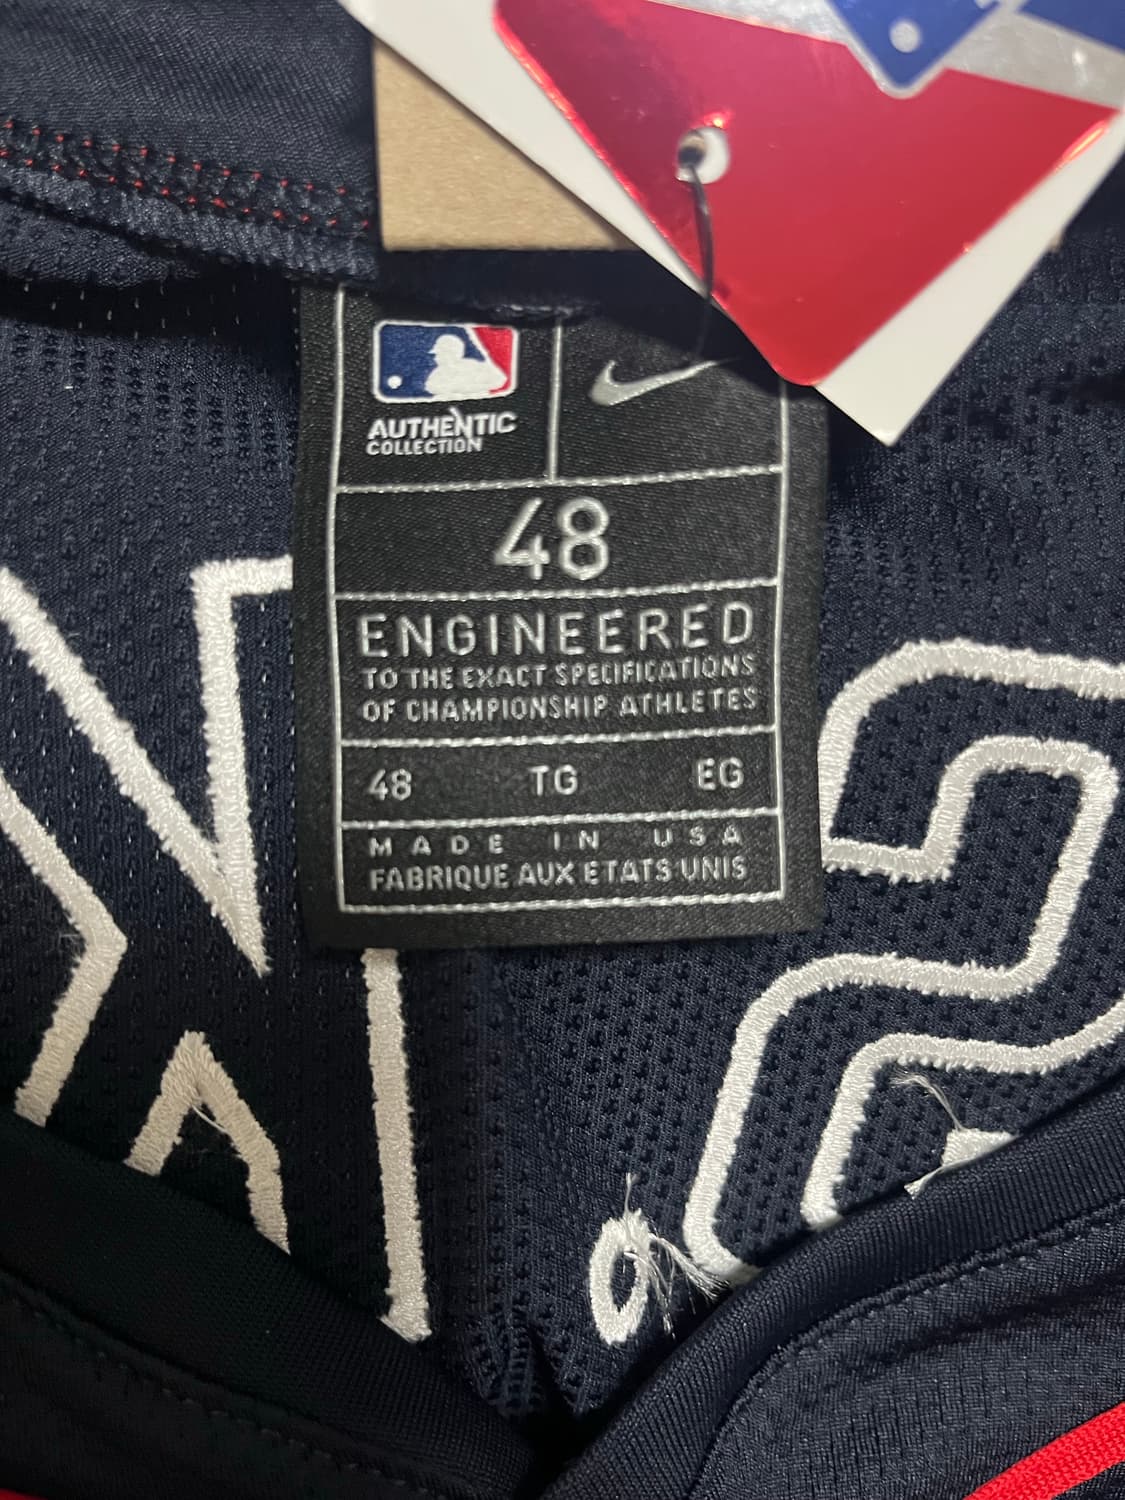 AUTHENTIC
COLLECTION
48
ENGINEERED
TO THE EXACT SPECIFICATIONS
OF CHAMPIONSHIP ATHLETES
48 TG EG
MADE IN USA
FABRIQUE AUX ETATS UNIS